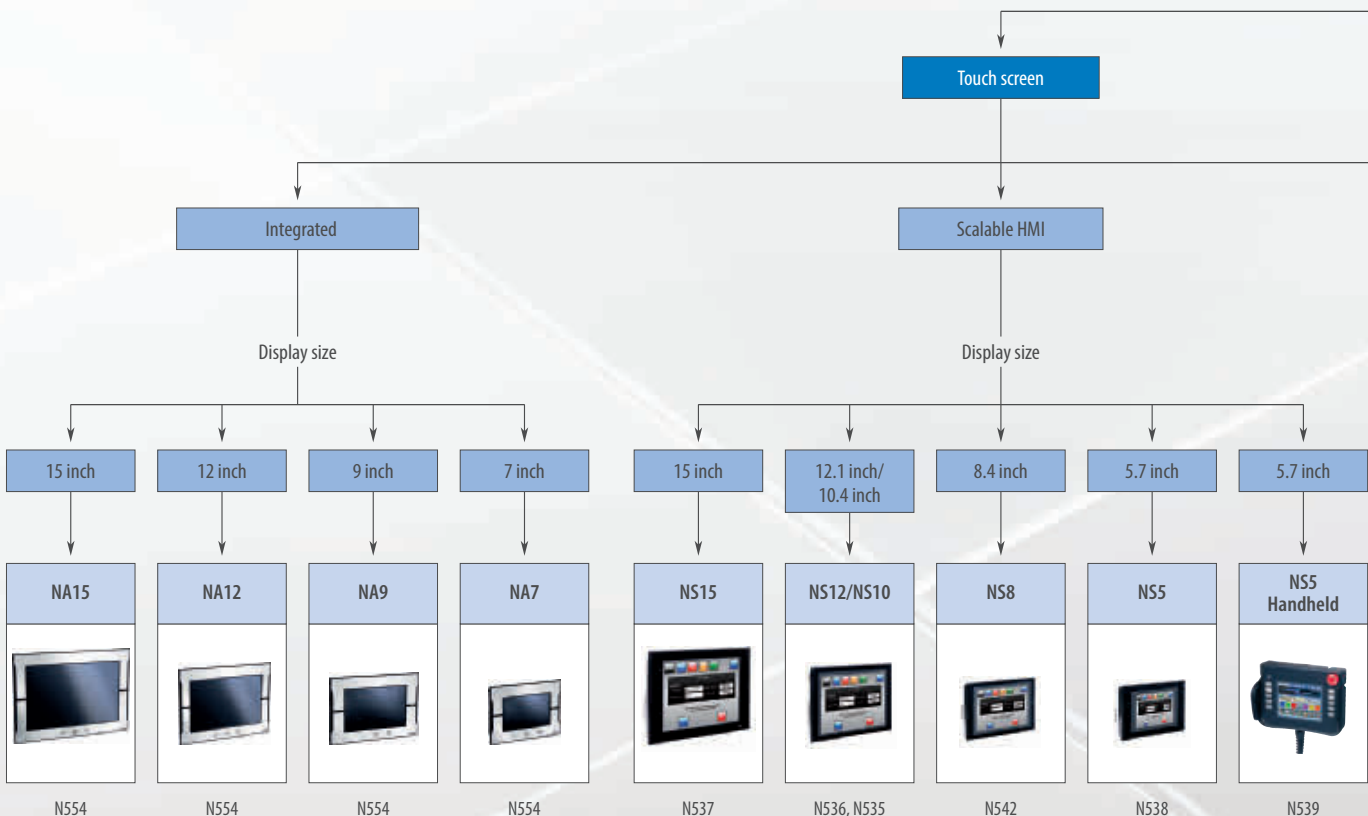 Touch screen
Integrated
Scalable HMI
Display size
Display size
15 inch
12 inch
9 inch
7 inch
15 inch
12.1 inch/
10.4 inch
8.4 inch
5.7 inch
5.7 inch
NA15
NA12
NA9
NA7
NS15
NS12/NS10
NS8
NS5
NS5
Handheld
N554
N554
N554
N554
N537
N536, N535
N542
N538
N539